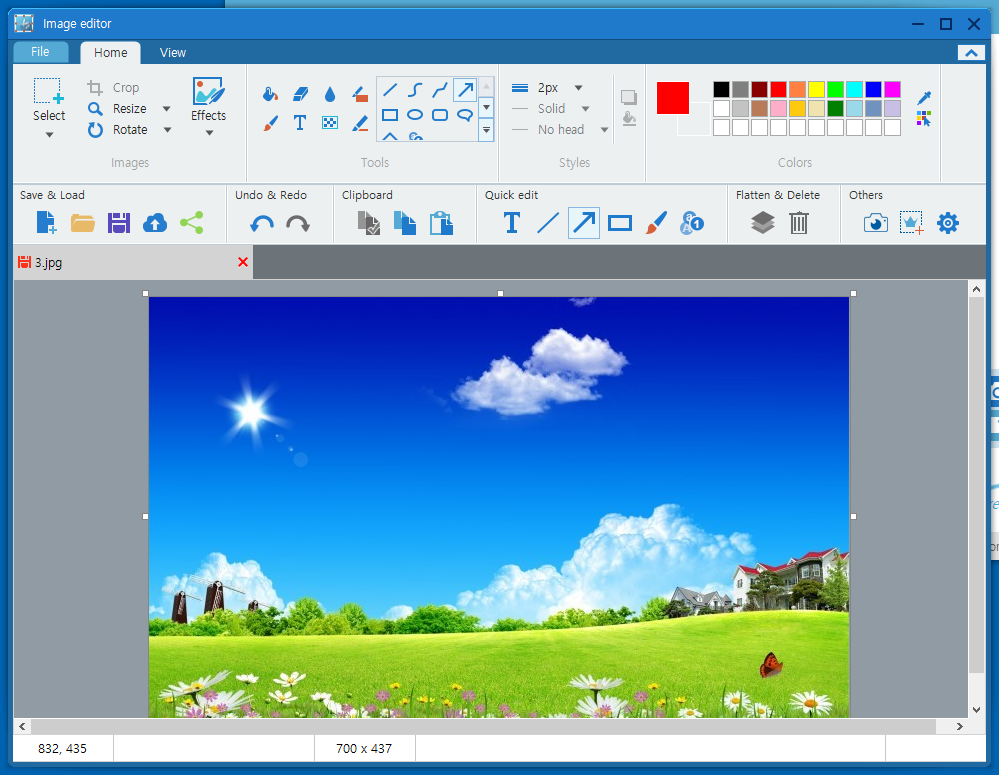 Image editor
File
Home
View
Select
Crop
Resize
Rotate
Effects
Images
T
Tools
2px
Solid
No head
Styles
Colors
Save & Load
Undo & Redo
Clipboard
Quick edit
Flatten & Delete
Others
T
a
1
3.jpg
832, 435
700 x 437